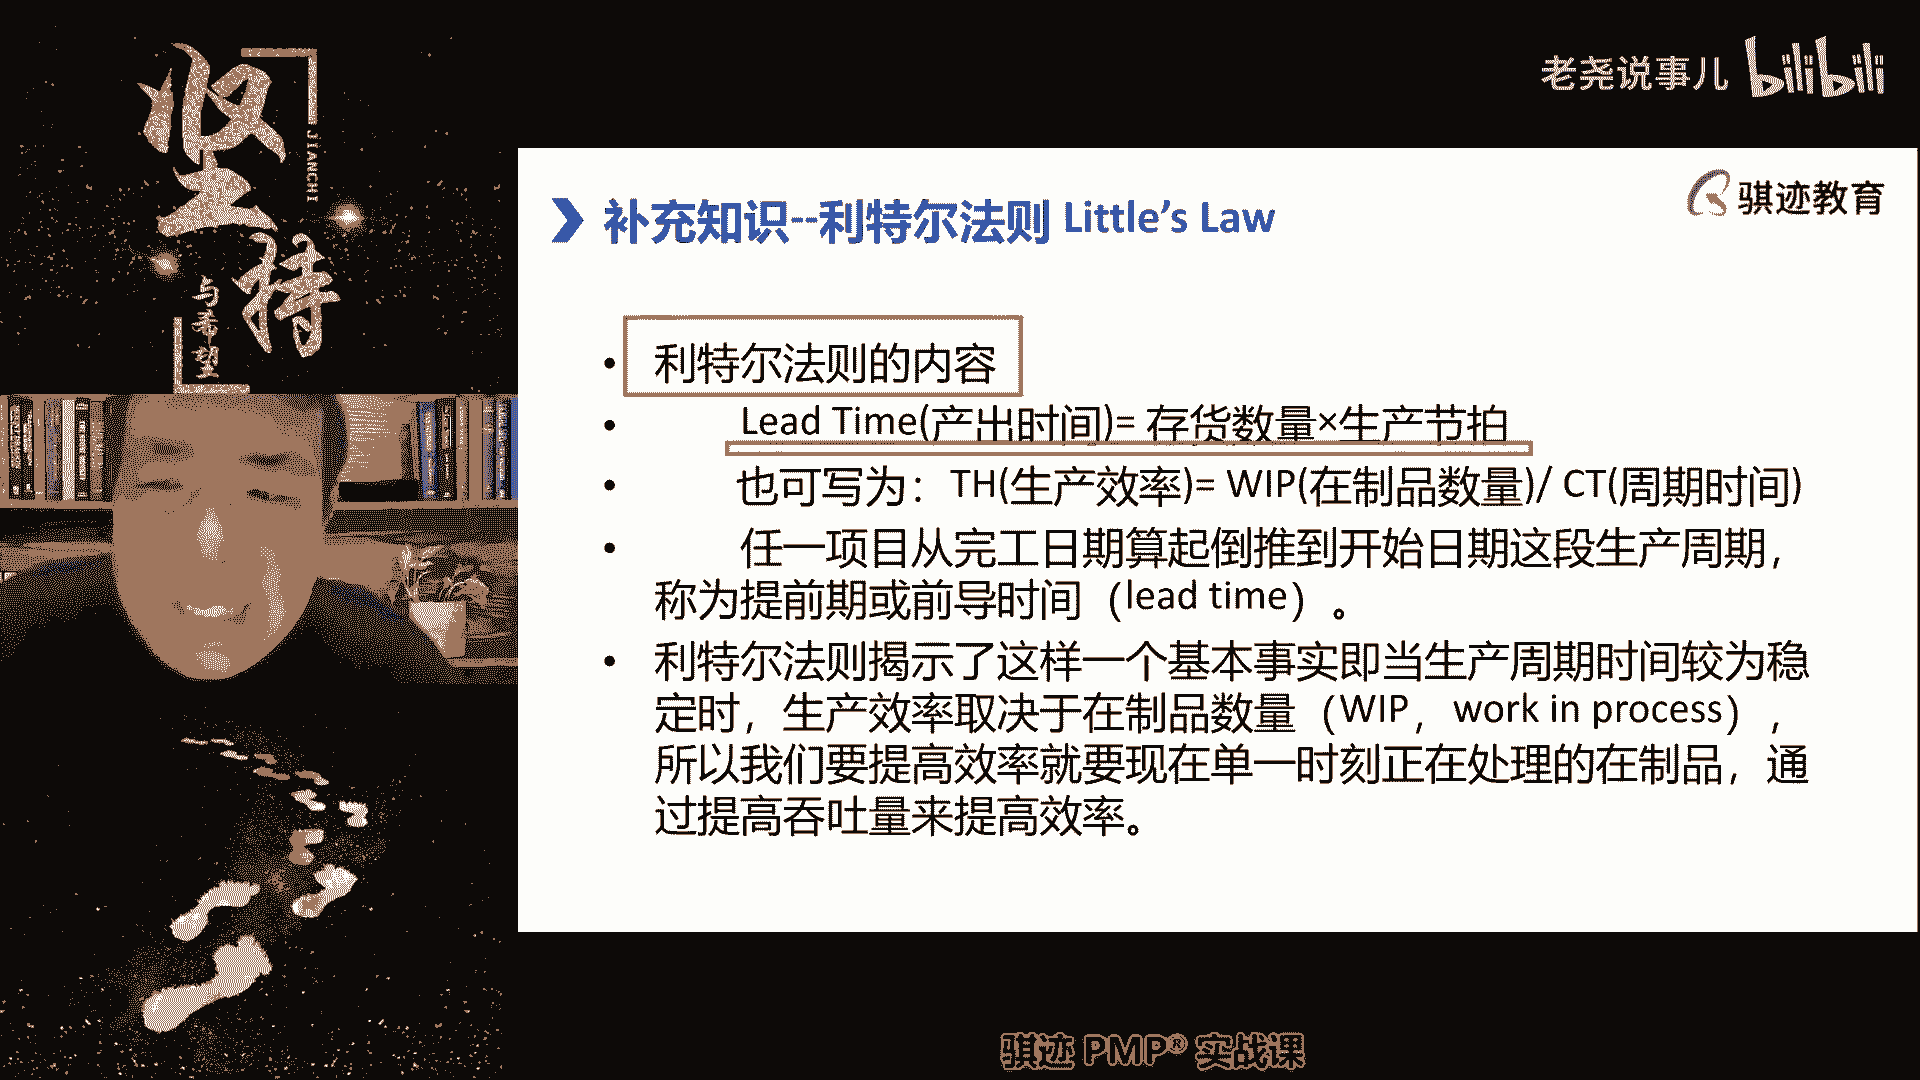 坚持
JIANCHI
与希望
老尧说事儿 bilibili
骐迹教育
补充知识--利特尔法则 Little's Law
• 利特尔法则的内容
• Lead Time(产出时间)= 存货数量×生产节拍
• 也可写为：TH(生产效率)= WIP(在制品数量)/ CT(周期时间)
• 任一项目从完工日期算起倒推到开始日期这段生产周期，
称为提前期或前导时间（lead time）。
• 利特尔法则揭示了这样一个基本事实即当生产周期时间较为稳
定时，生产效率取决于在制品数量（WIP，work in process），
所以我们要提高效率就要现在单一时刻正在处理的在制品，通
过提高吞吐量来提高效率。
骐迹 PMP® 实战课